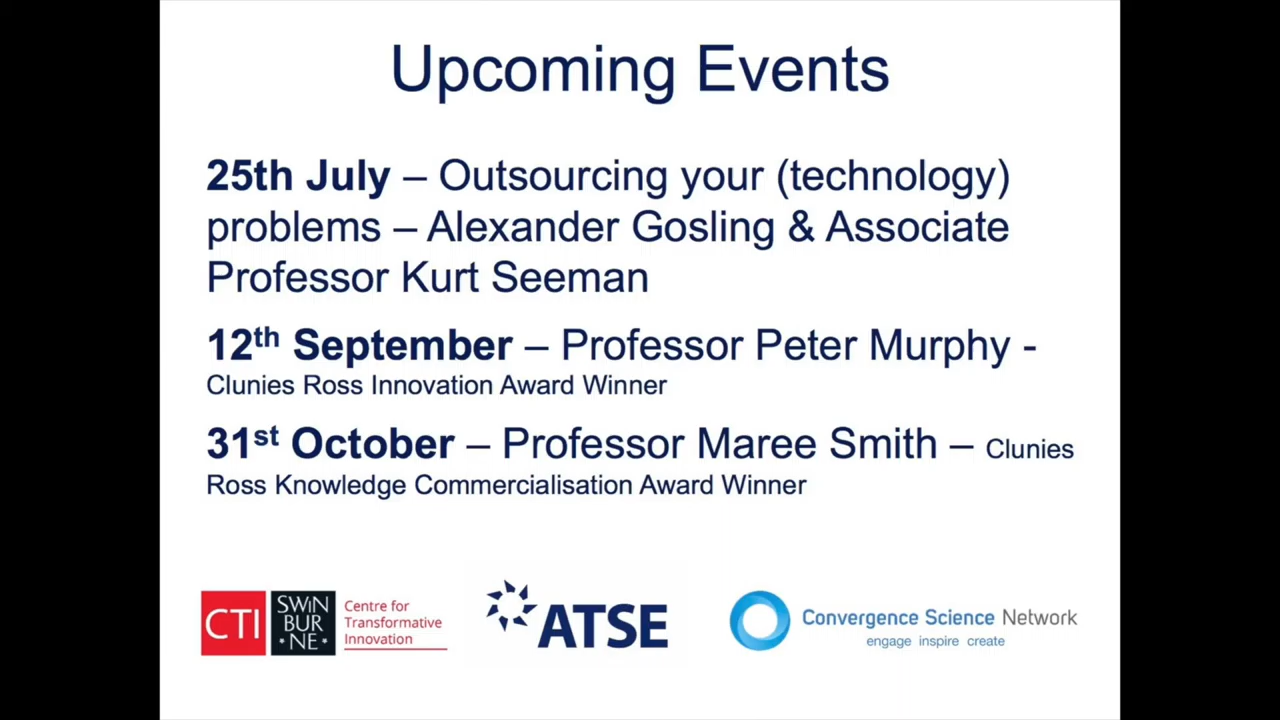 Upcoming Events
25th July – Outsourcing your (technology)
problems – Alexander Gosling & Associate
Professor Kurt Seeman
12th September – Professor Peter Murphy -
Clunies Ross Innovation Award Winner
31st October – Professor Maree Smith – Clunies
Ross Knowledge Commercialisation Award Winner
CTI
SWIN
BUR
NE
Centre for
Transformative
Innovation
ATSE
Convergence Science Network
engage inspire create